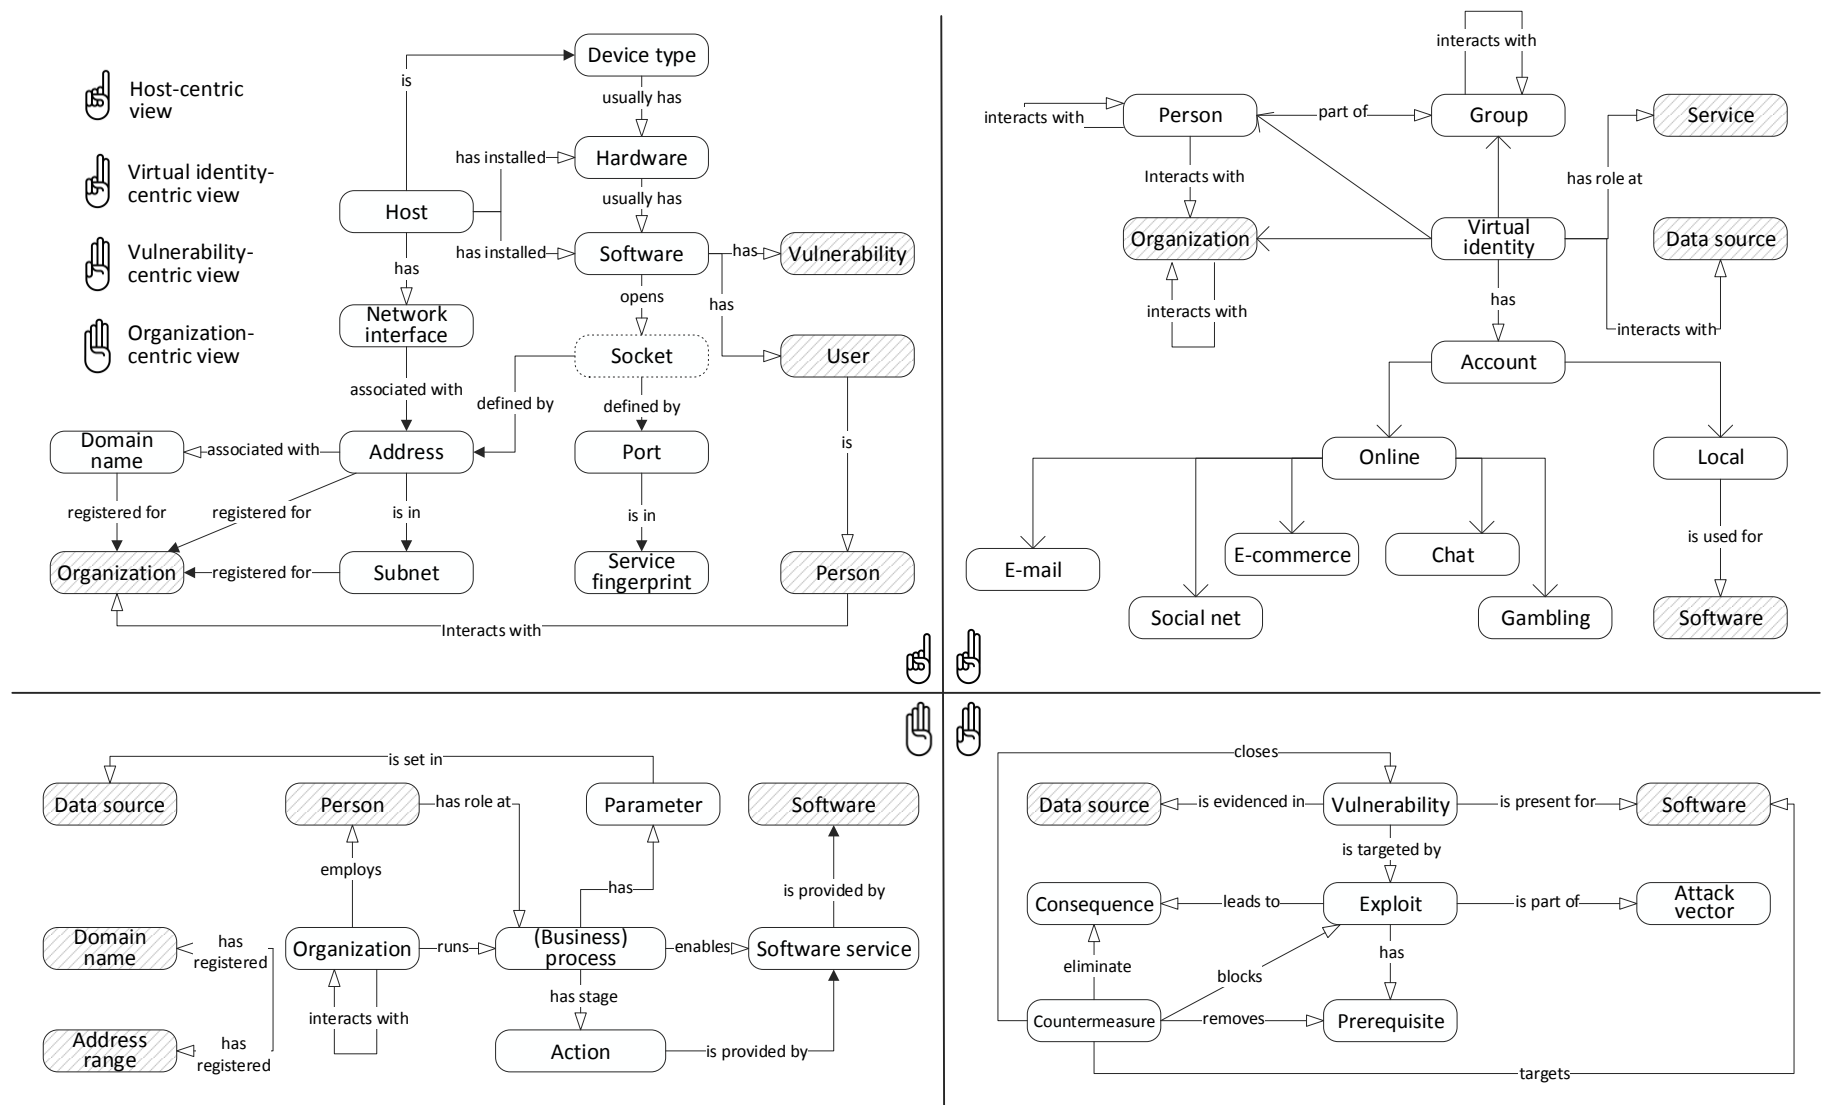 Host-centric
view
Virtual identity-
centric view
Vulnerability-
centric view
Organization-
centric view
Device type
is
usually has
has installed
Hardware
Host
usually has
has installed
Software
has
Vulnerability
has
opens
has
Network
interface
Socket
User
associated with
defined by
defined by
is
Domain
name
associated with
Address
Port
registered for
registered for
is in
is in
Organization
registered for
Subnet
Service
fingerprint
Person
Interacts with
interacts with
interacts with
Person
part of
Group
Service
Interacts with
has role at
Organization
Virtual
identity
Data source
interacts with
has
interacts with
Account
Online
Local
E-mail
E-commerce
Chat
is used for
Social net
Gambling
Software
is set in
Data source
Person
has role at
Parameter
Software
employs
has
is provided by
Domain
name
has
registered
Organization
runs
(Business)
process
enables
Software service
has stage
interacts with
Address
range
has
registered
Action
is provided by
closes
Data source
is evidenced in
Vulnerability
is present for
Software
is targeted by
Consequence
leads to
Exploit
is part of
Attack
vector
eliminate
blocks
has
Countermeasure
removes
Prerequisite
targets